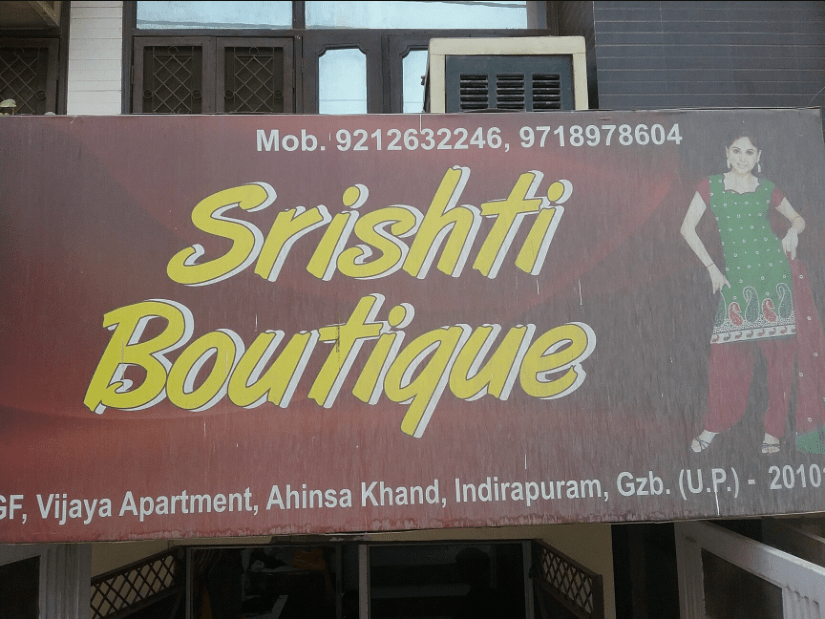 Mob. 9212632246, 9718978604
Srishti
Boutique
GF, Vijaya Apartment, Ahinsa Khand, Indirapuram, Gzb. (U.P.) -